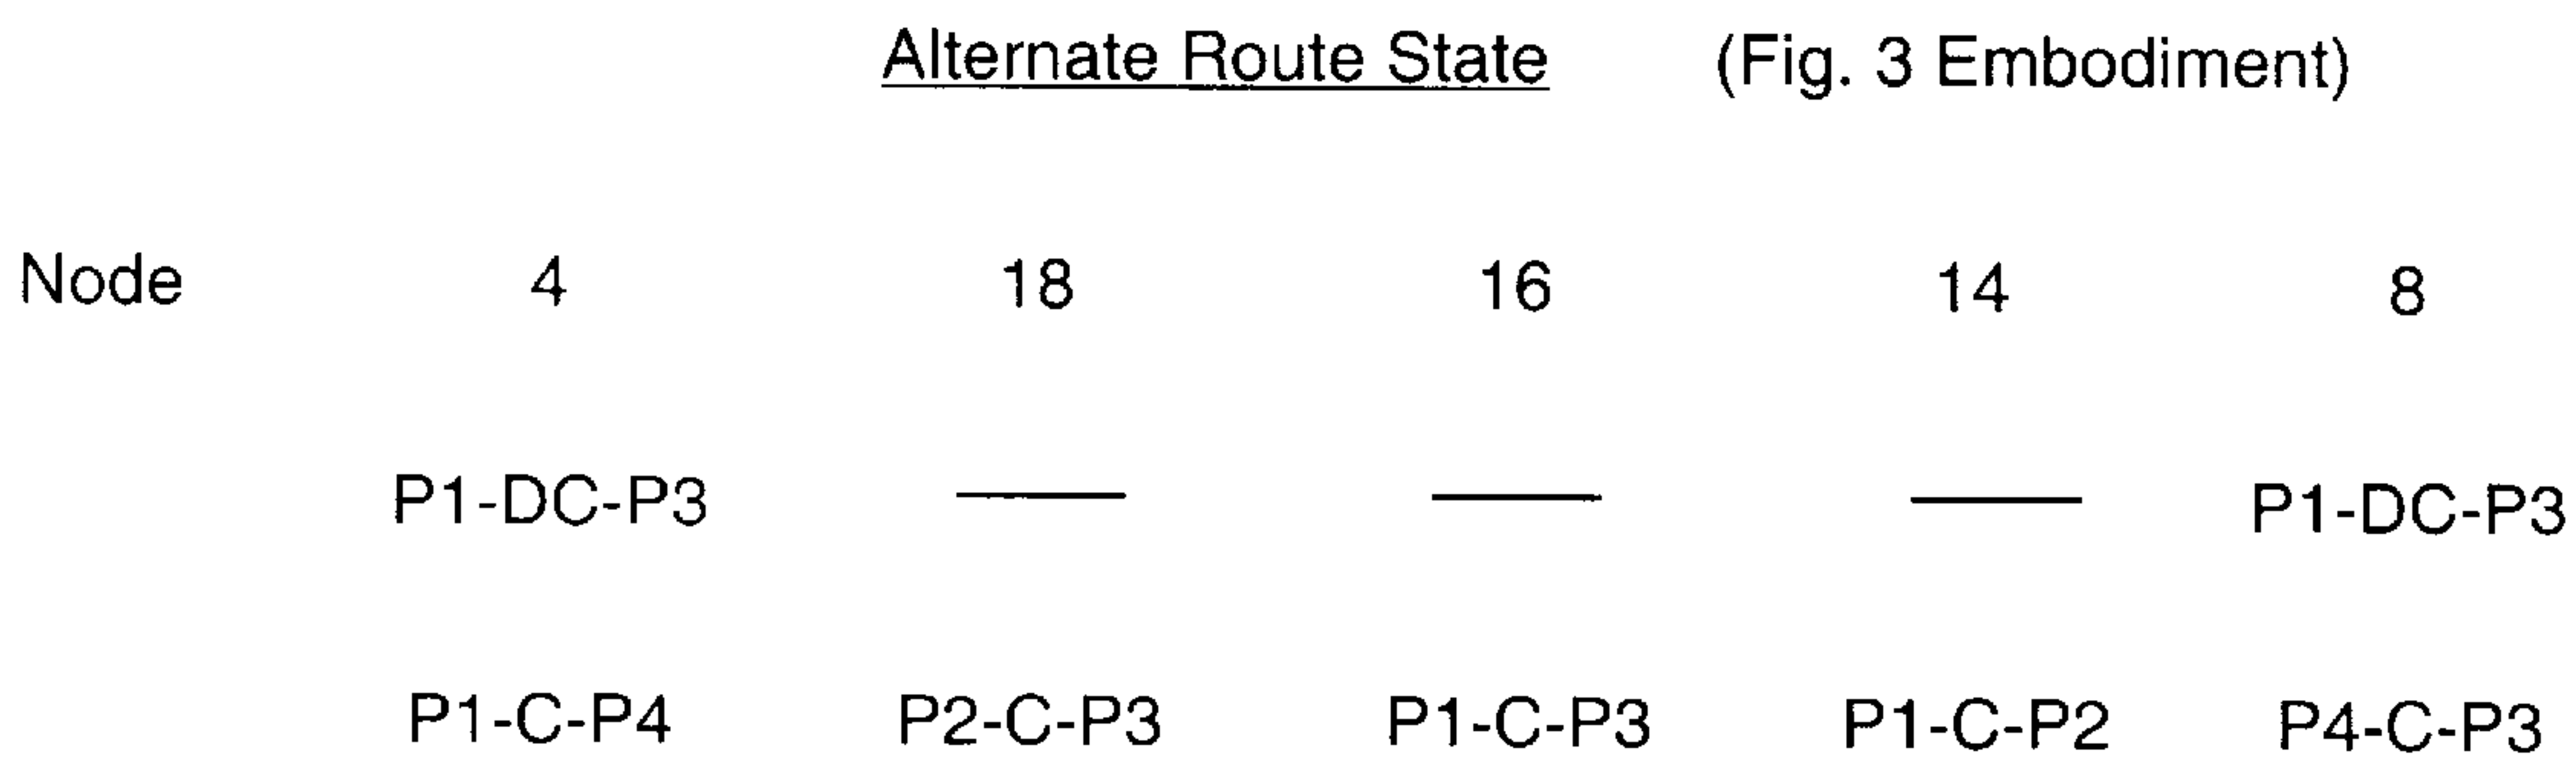 Alternate Route State (Fig. 3 Embodiment)
Node 4 18 16 14 8
P1-DC-P3 — — — P1-DC-P3
P1-C-P4 P2-C-P3 P1-C-P3 P1-C-P2 P4-C-P3